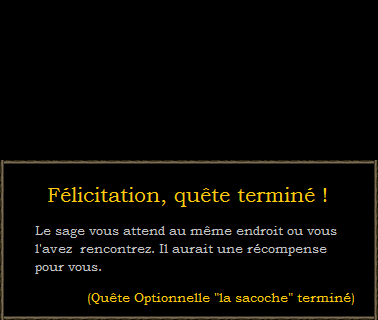 Félicitation, quête terminé !
Le sage vous attend au même endroit ou vous
l'avez  rencontrez. Il aurait une récompense
pour vous.
(Quête Optionnelle "la sacoche" terminé)